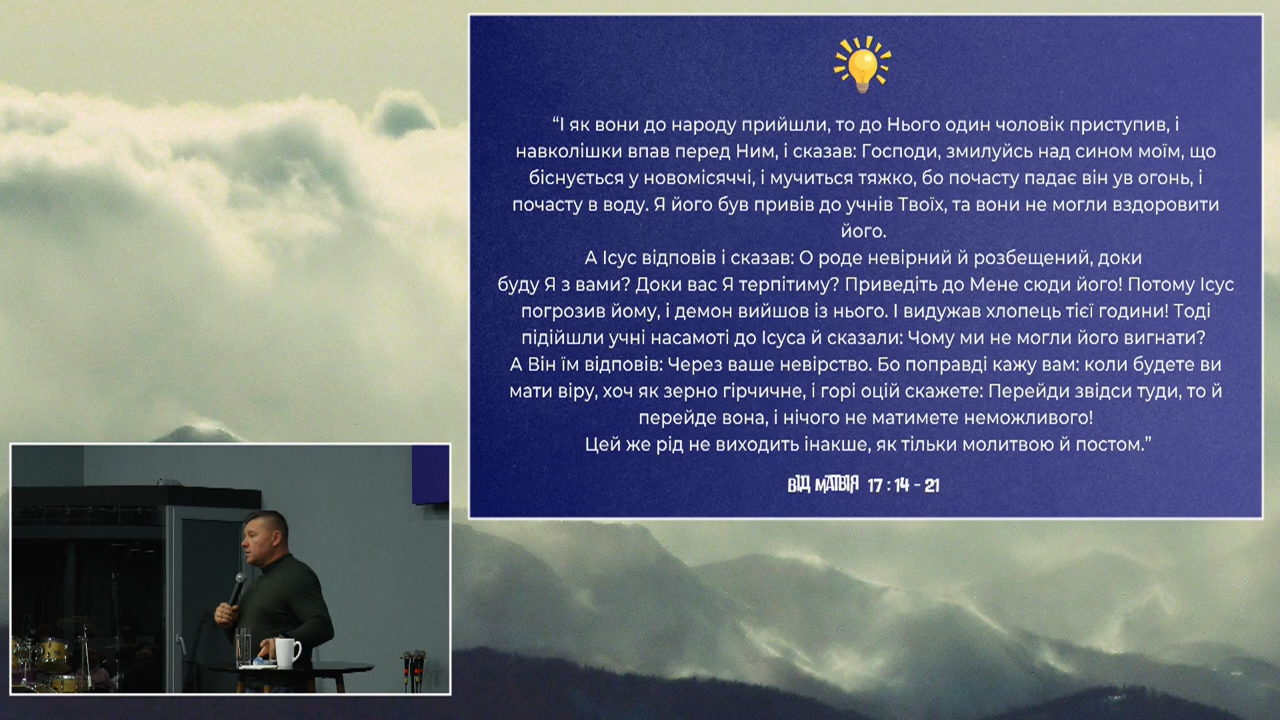 “І як вони до народу прийшли, то до Нього один чоловік приступив, і
навколішки впав перед Ним, і сказав: Господи, змилуйсь над сином моїм, що
біснується у новомісяччі, і мучиться тяжко, бо почасту падає він ув огонь, і
почасту в воду. Я його був привів до учнів Твоїх, та вони не могли вздоровити
його.
А Ісус відповів і сказав: О роде невірний й розбещений, доки
буду Я з вами? Доки вас Я терпітиму? Приведіть до Мене сюди його! Потому Ісус
погрозив йому, і демон вийшов із нього. І видужав хлопець тієї години! Тоді
підійшли учні насамоті до Ісуса й сказали: Чому ми не могли його вигнати?
А Він їм відповів: Через ваше невірство. Бо поправді кажу вам: коли будете ви
мати віру, хоч як зерно гірчичне, і горі оцій скажете: Перейди звідси туди, то й
перейде вона, і нічого не матимете неможливого!
Цей же рід не виходить інакше, як тільки молитвою й постом.”
ВІД МАТВІЯ 17 : 14 - 21